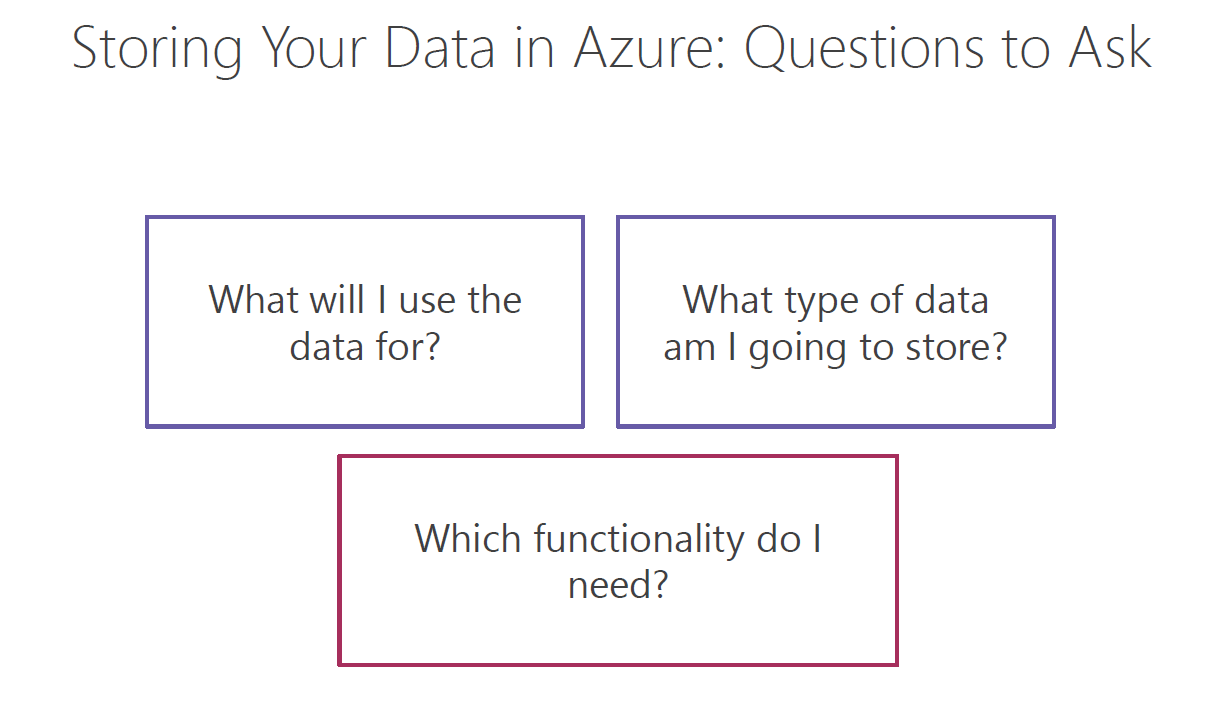 Storing Your Data in Azure: Questions to Ask
What will I use the
data for?
What type of data
am I going to store?
Which functionality do I
need?